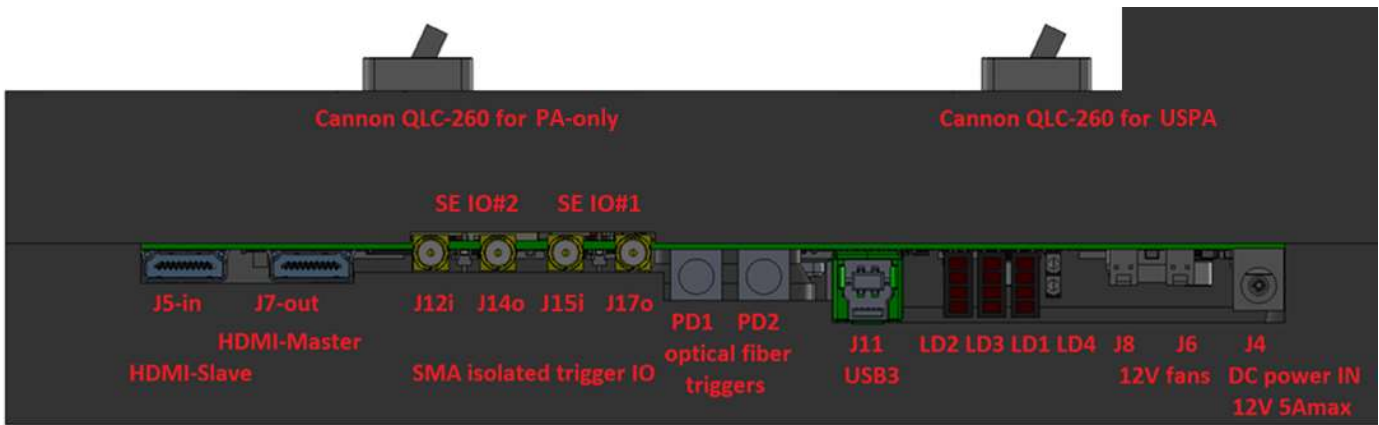 Cannon QLC-260 for PA-only
Cannon QLC-260 for USPA
SE IO#2
SE IO#1
J5-in
J7-out
J12i
J14o
J15i
J17o
HDMI-Master
HDMI-Slave
SMA isolated trigger IO
PD1
PD2
optical fiber
triggers
J11
USB3
LD2 LD3 LD1 LD4
J8
J6
12V fans
J4
DC power IN
12V 5Amax